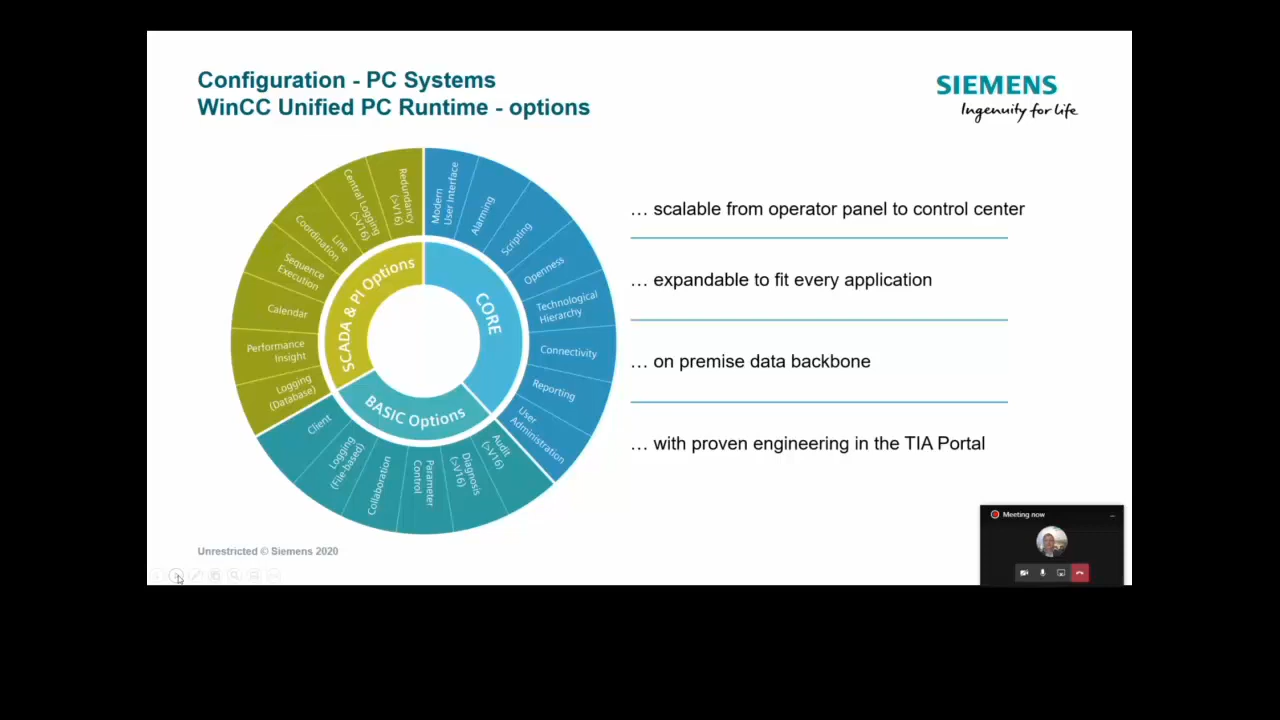 Configuration - PC Systems
WinCC Unified PC Runtime - options
SIEMENS
Ingenuity for life
Redundancy
(>V16)
Central Logging
(>V16)
Line
Coordination
Sequence
Execution
Calendar
Performance
Insight
Logging
(Database)
SCADA & PI Options
Modern
User Interface
Alarming
Scripting
Openness
Technological
Hierarchy
Connectivity
Reporting
User
Administration
CORE
Client
Logging
(File-based)
Collaboration
Parameter
Control
Diagnosis
(>V16)
Audit
(>V16)
BASIC Options
... scalable from operator panel to control center
... expandable to fit every application
... on premise data backbone
... with proven engineering in the TIA Portal
Meeting now
Unrestricted © Siemens 2020